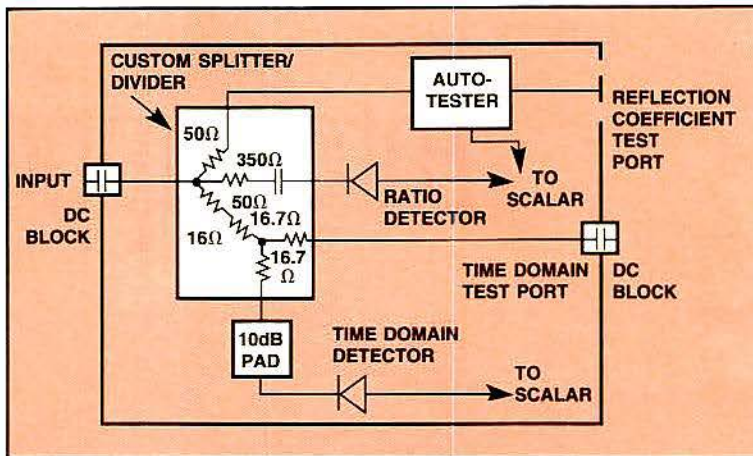 CUSTOM SPLITTER/
DIVIDER
AUTO-
TESTER
REFLECTION
COEFFICIENT
TEST
PORT
50Ω
350Ω
INPUT
DC
BLOCK
50Ω
16Ω
16.7Ω
16.7
Ω
RATIO
DETECTOR
TO
SCALAR
TIME DOMAIN
TEST PORT
DC
BLOCK
10dB
PAD
TIME DOMAIN
DETECTOR
TO
SCALAR